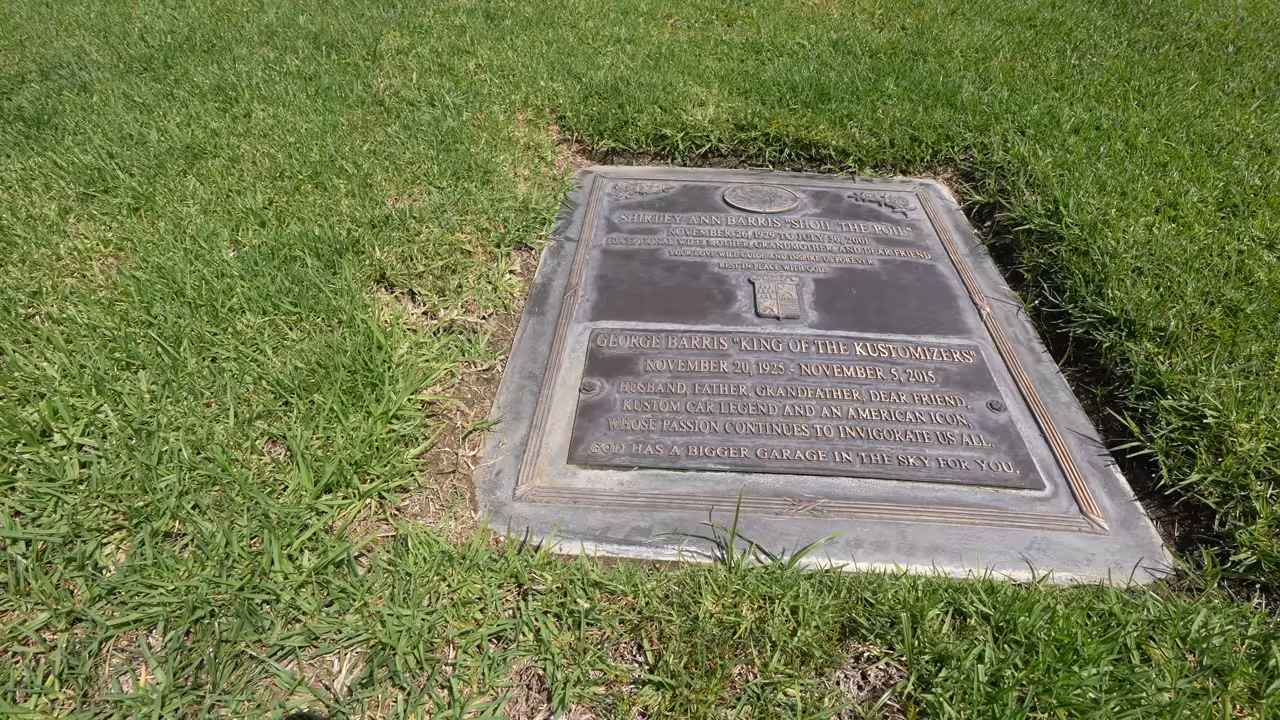 SHIRLEY ANN BARRIS "SHOIL 'THE POIL"
NOVEMBER 26, 1929 TO JULY 30, 2001
EXCEPTIONAL WIFE, MOTHER, GRANDMOTHER, AND DEAR FRIEND
YOUR LOVE WILL GUIDE AND INSPIRE US FOREVER
REST IN PEACE WITH GOD.
GEORGE BARRIS "KING OF THE KUSTOMIZERS"
NOVEMBER 20, 1925 - NOVEMBER 5, 2015
HUSBAND, FATHER, GRANDFATHER, DEAR FRIEND,
KUSTOM CAR LEGEND AND AN AMERICAN ICON,
WHOSE PASSION CONTINUES TO INVIGORATE US ALL..
GOD HAS A BIGGER GARAGE IN THE SKY FOR YOU.